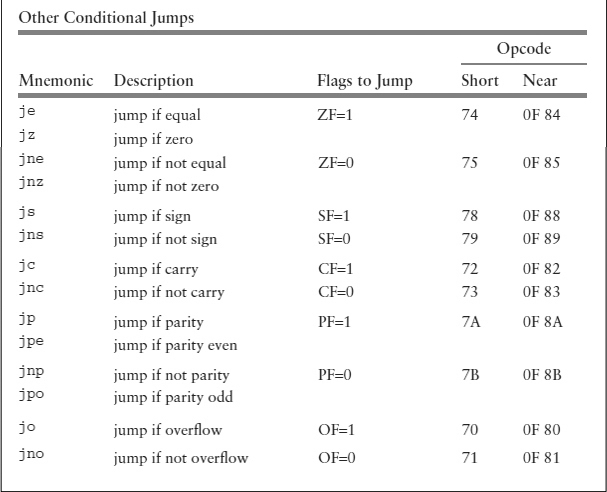 Other Conditional Jumps
Opcode
Mnemonic Description Flags to Jump Short Near
je jump if equal ZF=1 74 0F 84
jz jump if zero
jne jump if not equal ZF=0 75 0F 85
jnz jump if not zero
js jump if sign SF=1 78 0F 88
jns jump if not sign SF=0 79 0F 89
jc jump if carry CF=1 72 0F 82
jnc jump if not carry CF=0 73 0F 83
jp jump if parity PF=1 7A 0F 8A
jpe jump if parity even
jnp jump if not parity PF=0 7B 0F 8B
jpo jump if parity odd
jo jump if overflow OF=1 70 0F 80
jno jump if not overflow OF=0 71 0F 81